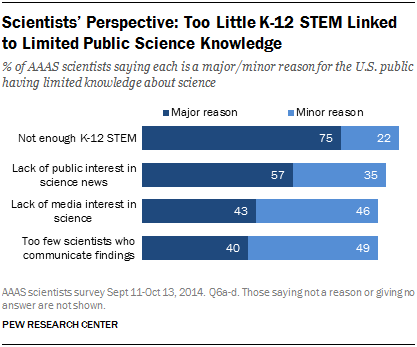 Scientists' Perspective: Too Little K-12 STEM Linked
to Limited Public Science Knowledge
% of AAAS scientists saying each is a major/minor reason for the U.S. public
having limited knowledge about science
Major reason Minor reason
Not enough K-12 STEM 75 22
Lack of public interest in
science news 57 35
Lack of media interest in
science 43 46
Too few scientists who
communicate findings 40 49
AAAS scientists survey Sept 11-Oct 13, 2014. Q6a-d. Those saying not a reason or giving no
answer are not shown.
PEW RESEARCH CENTER